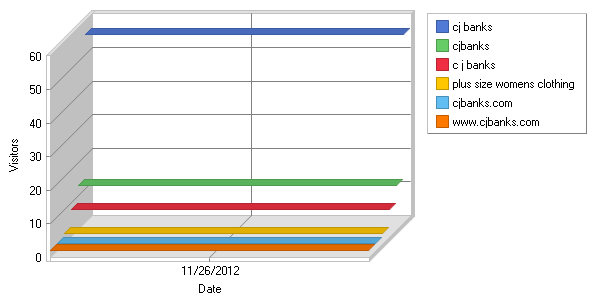 60
50
40
30
20
10
0
Visitors
11/26/2012
Date
cj banks
cjbanks
c j banks
plus size womens clothing
cjbanks.com
www.cjbanks.com